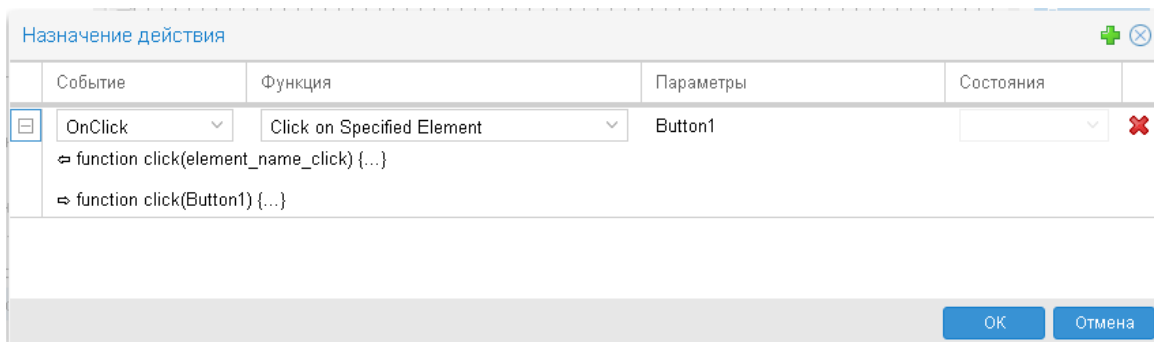 Назначение действия
Событие Функция Параметры Состояния
OnClick Click on Specified Element Button1
⇦ function click(element_name_click) {...}
⇨ function click(Button1) {...}
ОК Отмена